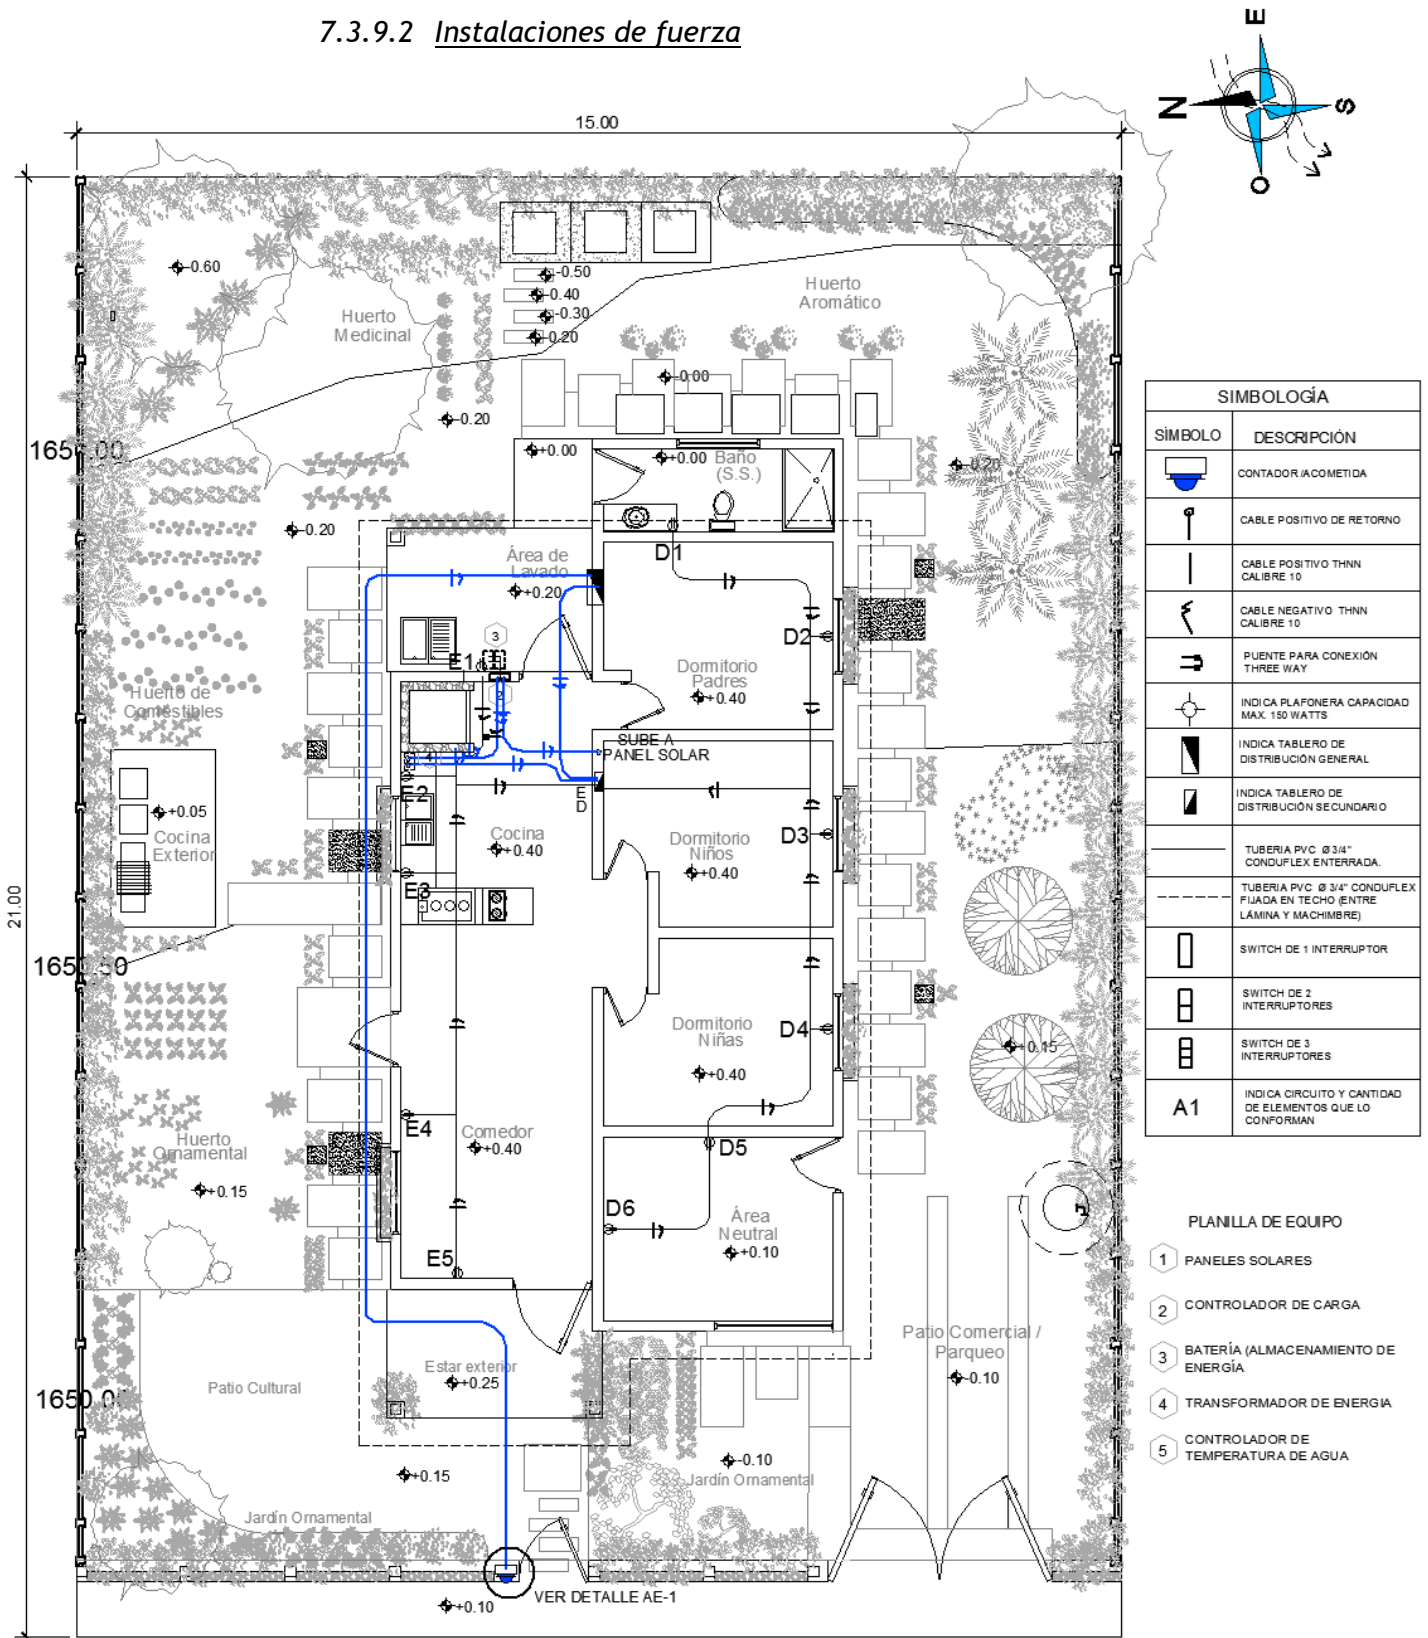 7.3.9.2 Instalaciones de fuerza
E
N
S
O
15.00
21.00
-0.60
-0.50
-0.40
-0.30
-0.20
Huerto
Medicinal
Huerto
Aromático
-0.00
-0.20
+0.00
+0.00
Baño
(S.S.)
-0.20
-0.20
Área de
Lavado
+0.20
D1
D2
Dormitorio
Padres
+0.40
3
E1
2
4
SUBE A
PANEL SOLAR
E
D
Huerto de
Comestibles
+0.05
Cocina
Exterior
E2
Cocina
+0.40
E3
Dormitorio
Niños
+0.40
D3
Dormitorio
Niñas
+0.40
D4
+0.15
E4
Comedor
+0.40
D5
Huerto
Ornamental
+0.15
D6
Área
Neutral
+0.10
E5
Patio Comercial /
Parqueo
-0.10
Estar exterior
+0.25
Patio Cultural
+0.15
-0.10
Jardín Ornamental
Jardín Ornamental
VER DETALLE AE-1
+0.10
SIMBOLOGÍA
SÍMBOLO DESCRIPCIÓN
CONTADOR /ACOMETIDA
CABLE POSITIVO DE RETORNO
CABLE POSITIVO THNN
CALIBRE 10
CABLE NEGATIVO THNN
CALIBRE 10
PUENTE PARA CONEXIÓN
THREE WAY
INDICA PLAFONERA CAPACIDAD
MAX. 150 WATTS
INDICA TABLERO DE
DISTRIBUCIÓN GENERAL
INDICA TABLERO DE
DISTRIBUCIÓN SECUNDARIO
TUBERIA PVC Ø 3/4"
CONDUFLEX ENTERRADA.
TUBERIA PVC Ø 3/4" CONDUFLEX
FIJADA EN TECHO (ENTRE
LÁMINA Y MACHIMBRE)
SWITCH DE 1 INTERRUPTOR
SWITCH DE 2
INTERRUPTORES
SWITCH DE 3
INTERRUPTORES
A1
INDICA CIRCUITO Y CANTIDAD
DE ELEMENTOS QUE LO
CONFORMAN
PLANILLA DE EQUIPO
1 PANELES SOLARES
2 CONTROLADOR DE CARGA
3 BATERÍA (ALMACENAMIENTO DE
ENERGÍA
4 TRANSFORMADOR DE ENERGIA
5 CONTROLADOR DE
TEMPERATURA DE AGUA